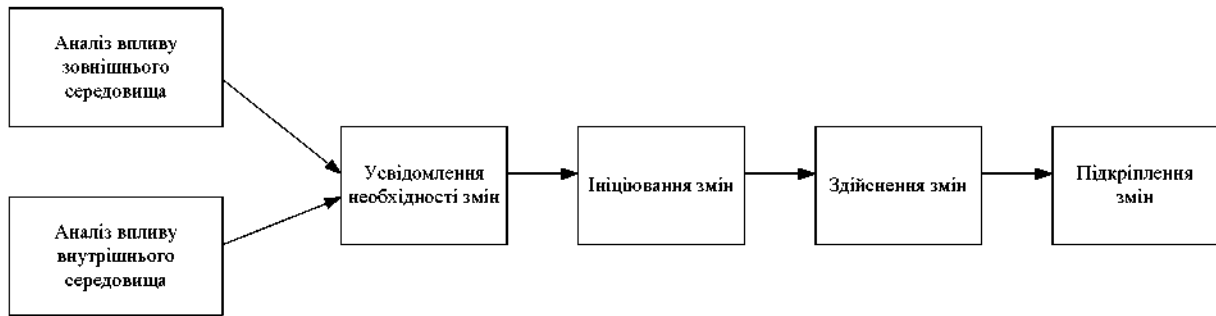 Аналіз впливу
зовнішнього
середовища
Аналіз впливу
внутрішнього
середовища
Усвідомлення
необхідності змін
Ініціювання змін
Здійснення змін
Підкріплення
змін